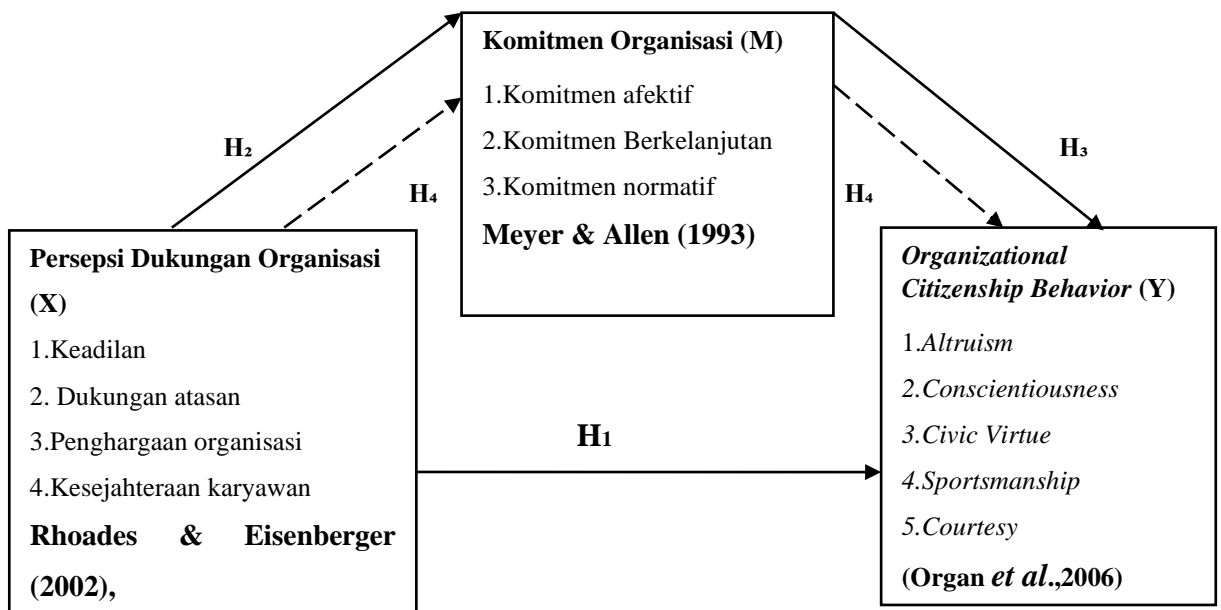 Komitmen Organisasi (M)
1.Komitmen afektif
2.Komitmen Berkelanjutan
3.Komitmen normatif
Meyer & Allen (1993)
H₂
H₄
H₄
H₃
Persepsi Dukungan Organisasi
(X)
1.Keadilan
2. Dukungan atasan
3.Penghargaan organisasi
4.Kesejahteraan karyawan
Rhoades & Eisenberger
(2002),
H1
Organizational
Citizenship Behavior (Y)
1.Altruism
2.Conscientiousness
3.Civic Virtue
4.Sportsmanship
5.Courtesy
(Organ et al.,2006)